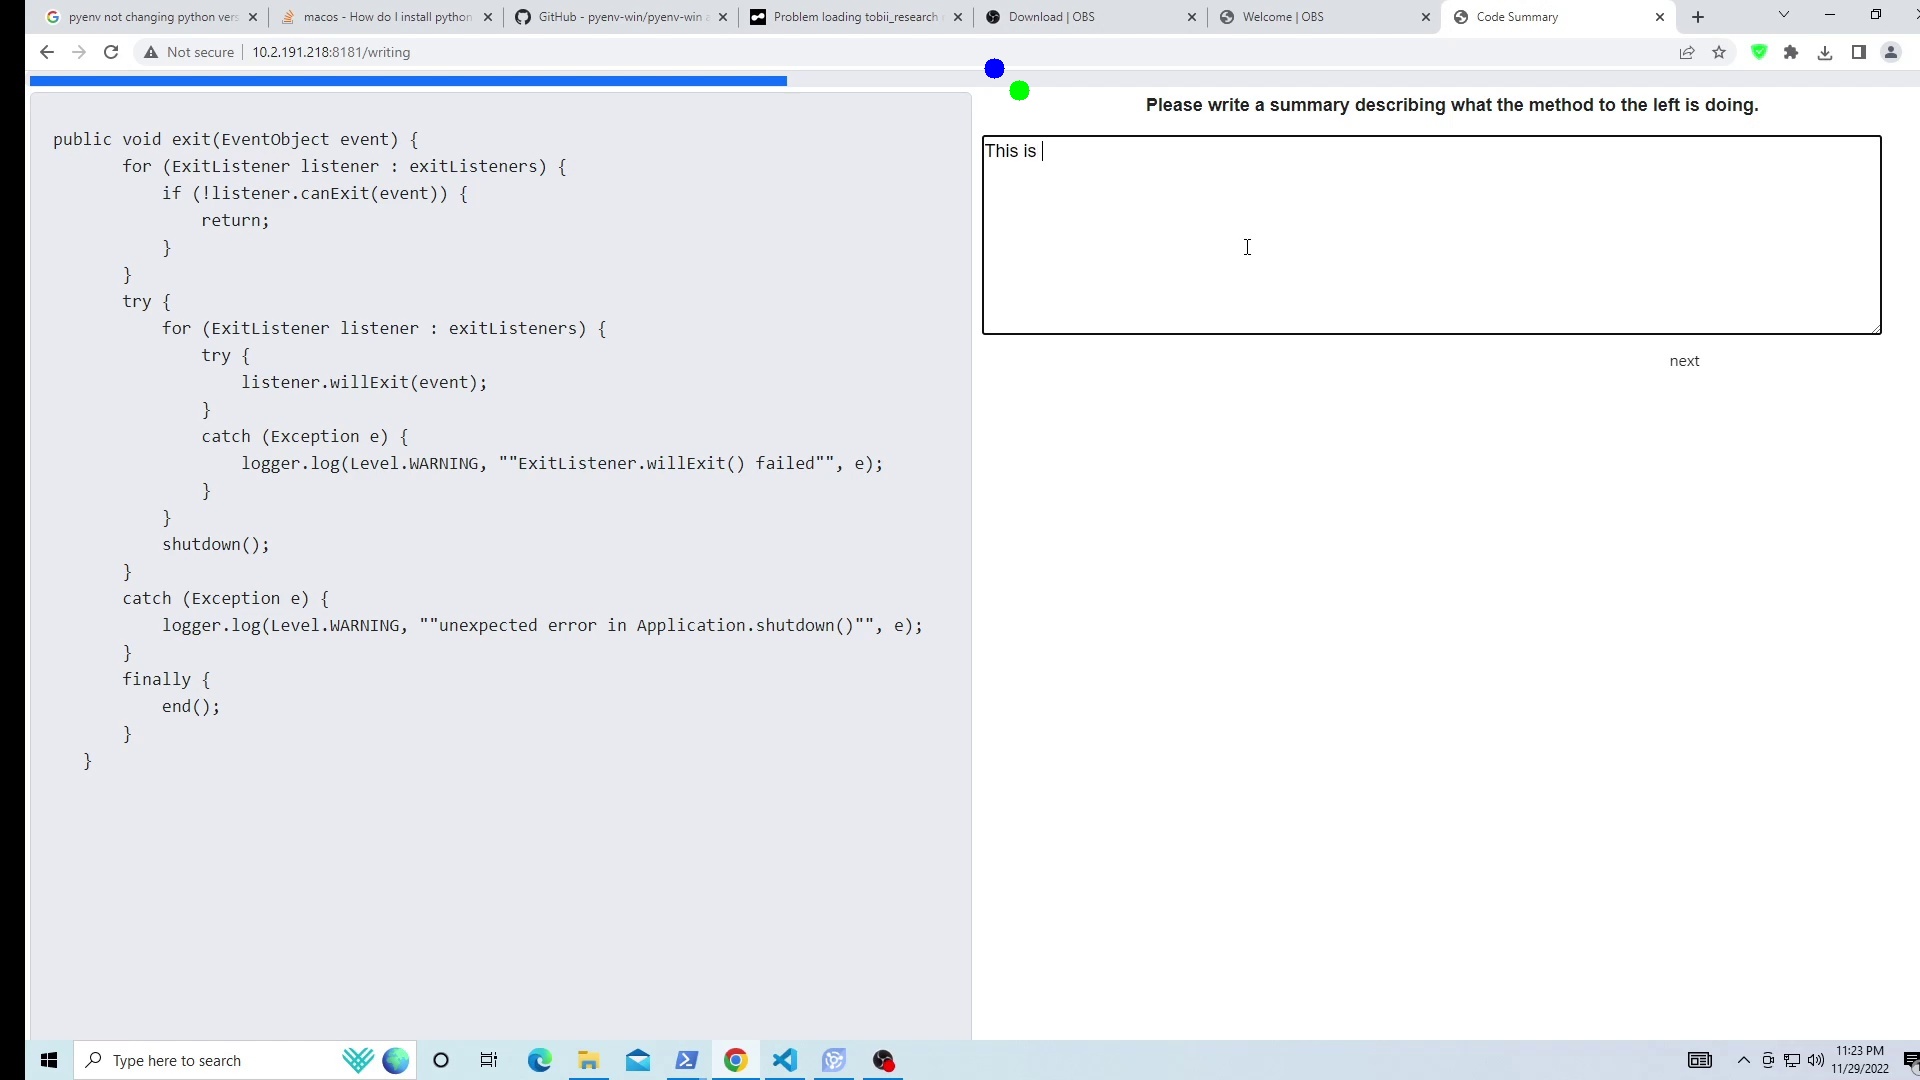 pyenv not changing python vers
macos - How do I install python
GitHub - pyenv-win/pyenv-win a
Problem loading tobii_research
Download | OBS
Welcome | OBS
Code Summary
Not secure
10.2.191.218:8181/writing
public void exit(EventObject event) {
for (ExitListener listener : exitListeners) {
if (!listener.canExit(event)) {
return;
}
}
try {
for (ExitListener listener : exitListeners) {
try {
listener.willExit(event);
}
catch (Exception e) {
logger.log(Level.WARNING, ""ExitListener.willExit() failed"", e);
}
}
shutdown();
}
catch (Exception e) {
logger.log(Level.WARNING, ""unexpected error in Application.shutdown()"", e);
}
finally {
end();
}
}
Please write a summary describing what the method to the left is doing.
This is
next
Type here to search
11:23 PM
11/29/2022